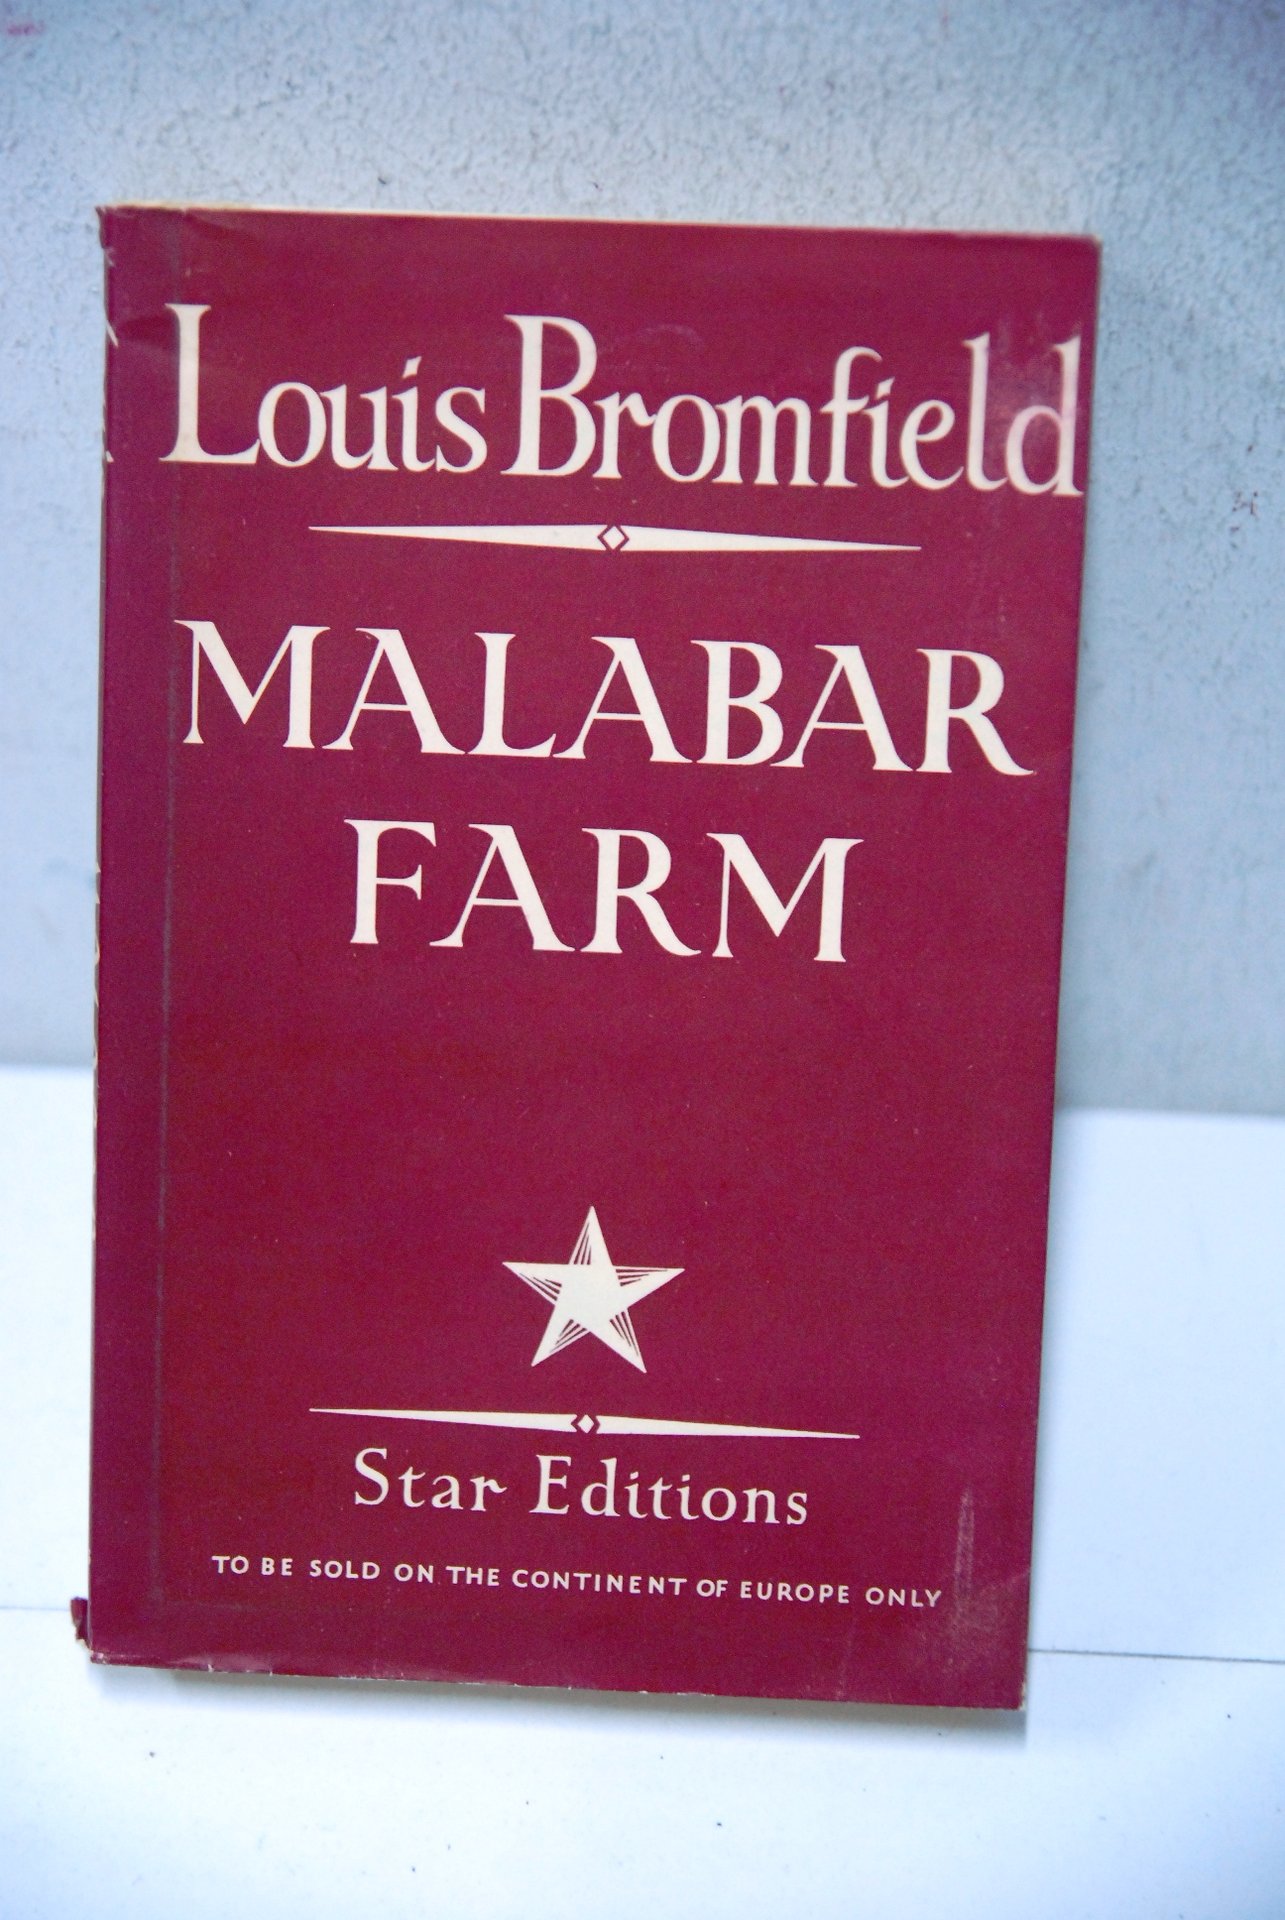 Louis Bromfield
MALABAR
FARM
Star Editions
TO BE SOLD ON THE CONTINENT OF EUROPE ONLY